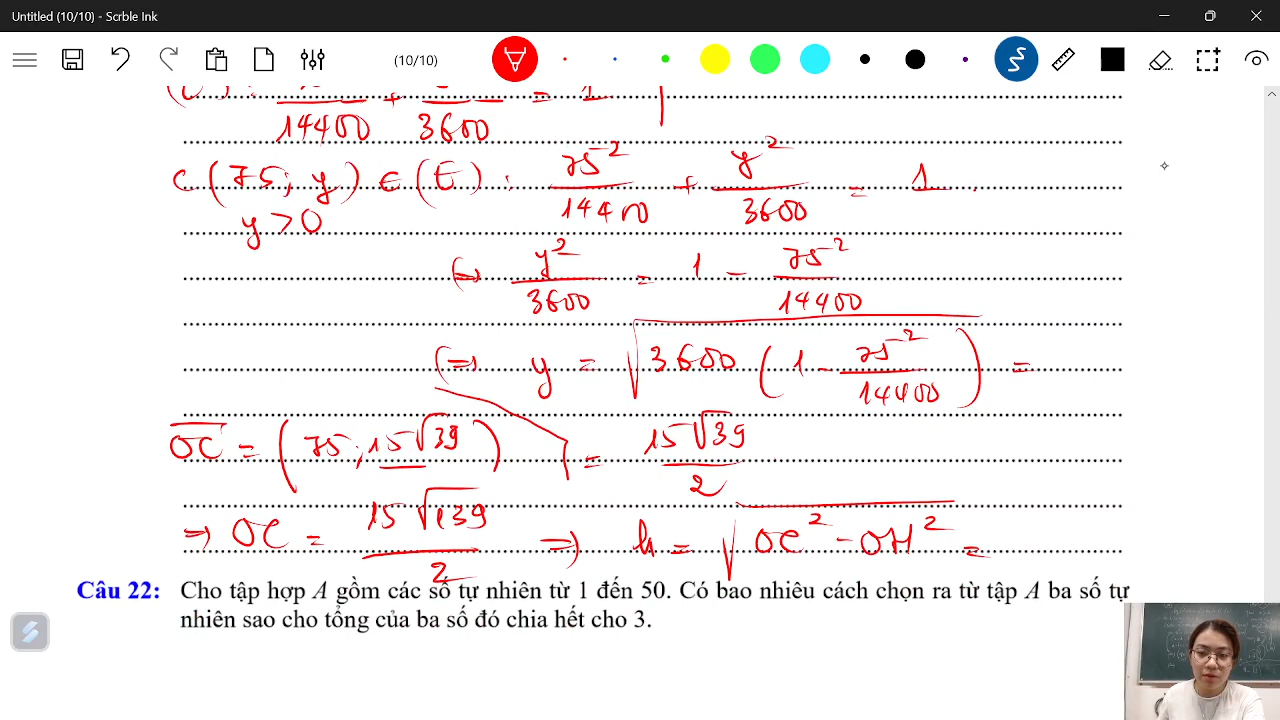 Untitled (10/10) - Scrble Ink
(10/10)
14400 + 3600 = 1
C (75; y) ∈ (E) : 75²/14400 + y²/3600 = 1.
y > 0
⇔ y²/3600 = 1 - 75²/14400
⇔ y = √(3600 (1 - 75²/14400)) =
OC = (75; 15√39) = 15√39/2
⇒ OC = 15√139/2 ⇒ h = √(OC² - OH²) =
Câu 22: Cho tập hợp A gồm các số tự nhiên từ 1 đến 50. Có bao nhiêu cách chọn ra từ tập A ba số tự
nhiên sao cho tổng của ba số đó chia hết cho 3.